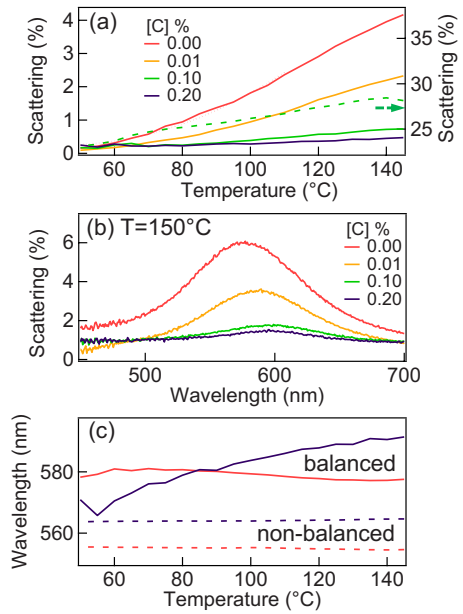 (a)
[C] %
0.00
0.01
0.10
0.20
Scattering (%)
4
3
2
1
0
Scattering (%)
35
30
25
60 80 100 120 140
Temperature (°C)
(b) T=150°C
[C] %
0.00
0.01
0.10
0.20
Scattering (%)
6
4
2
0
500 600 700
Wavelength (nm)
(c)
balanced
non-balanced
Wavelength (nm)
580
560
60 80 100 120 140
Temperature (°C)